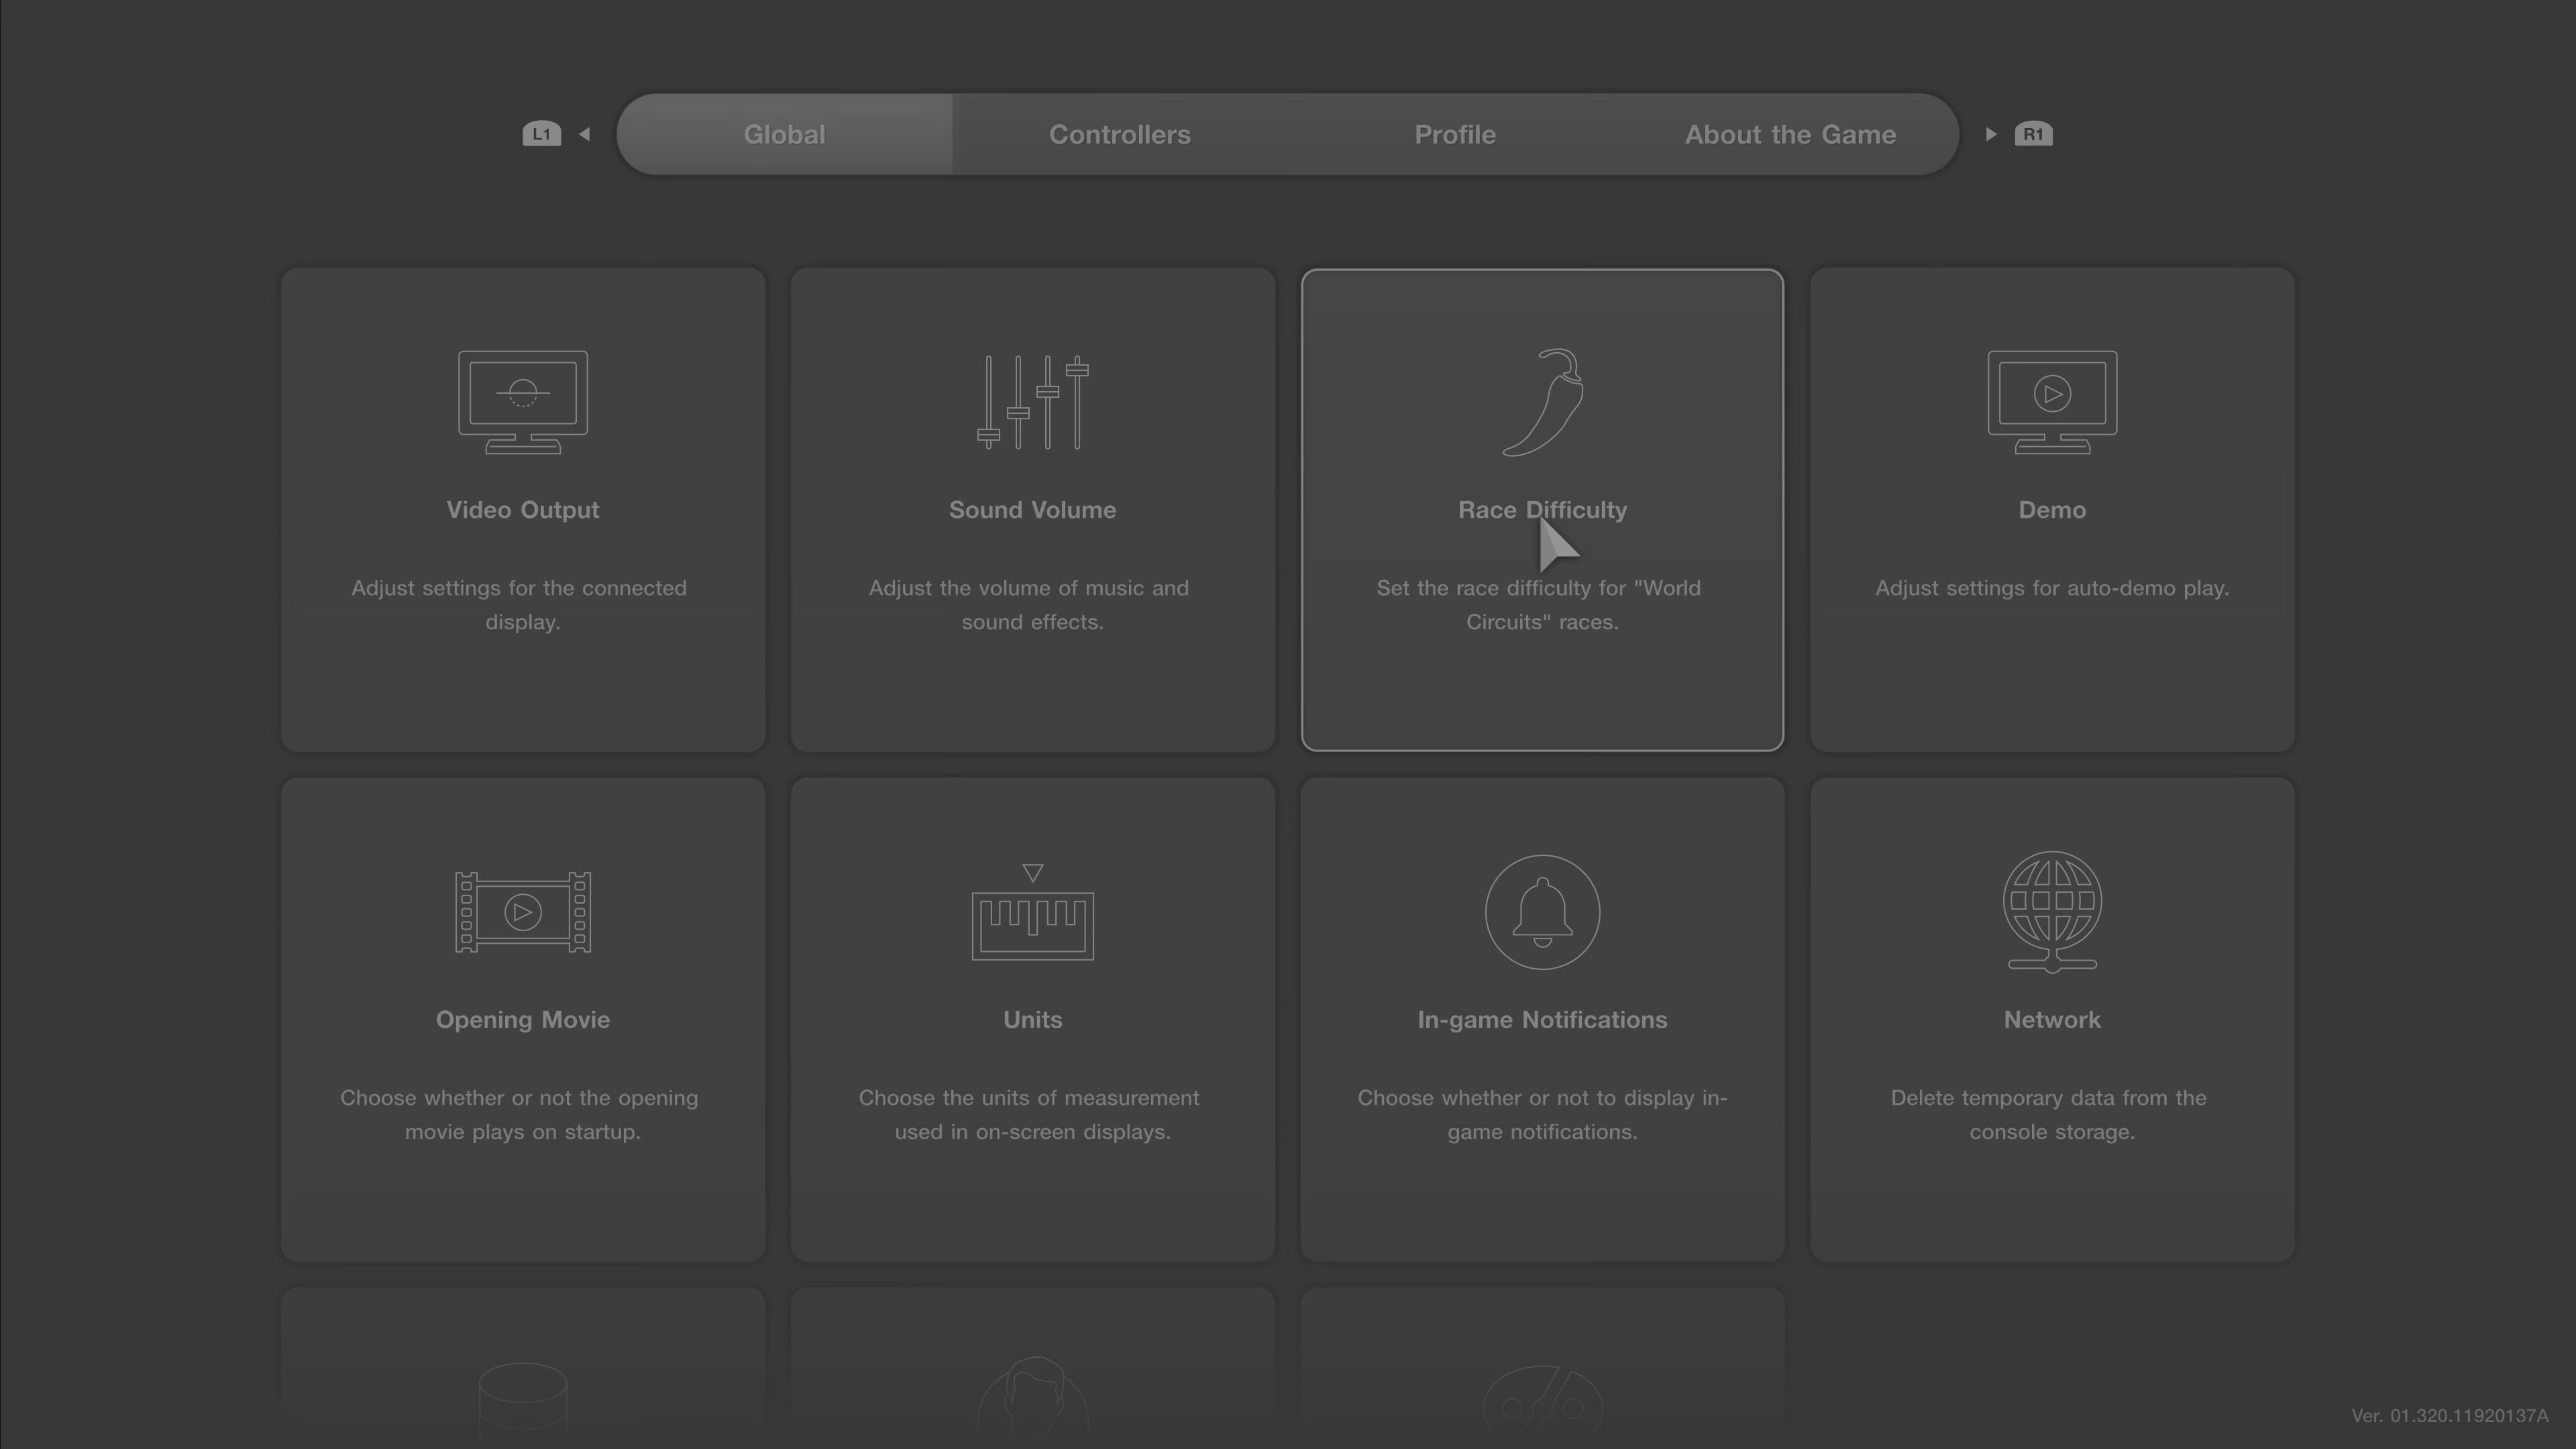 L1
Global
Controllers
Profile
About the Game
R1
Video Output
Adjust settings for the connected
display.
Sound Volume
Adjust the volume of music and
sound effects.
Race Difficulty
Set the race difficulty for "World
Circuits" races.
Demo
Adjust settings for auto-demo play.
Opening Movie
Choose whether or not the opening
movie plays on startup.
Units
Choose the units of measurement
used in on-screen displays.
In-game Notifications
Choose whether or not to display in-
game notifications.
Network
Delete temporary data from the
console storage.
Ver. 01.320.11920137A